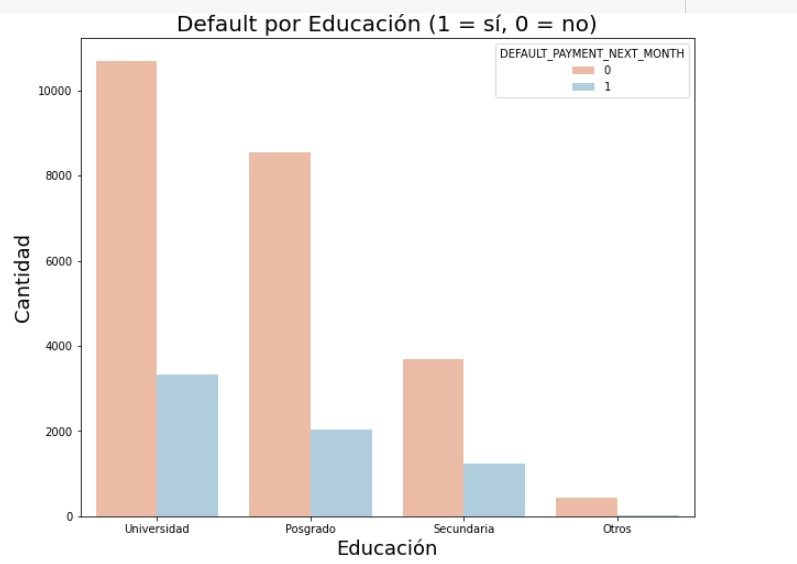 Default por Educación (1 = sí, 0 = no)
DEFAULT_PAYMENT_NEXT_MONTH
0
1
10000
8000
6000
4000
2000
0
Cantidad
Universidad
Posgrado
Secundaria
Otros
Educación